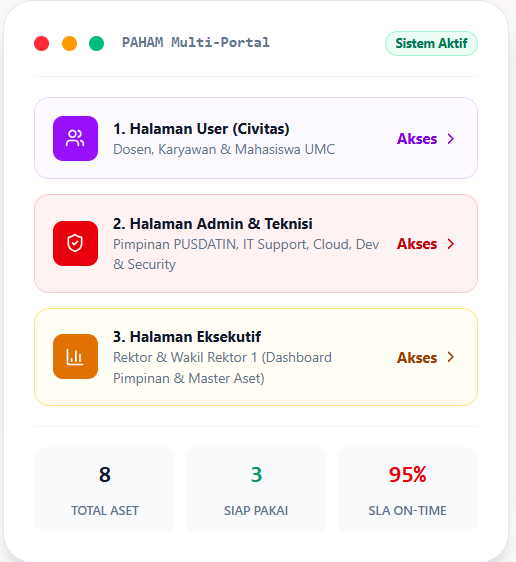 PAHAM Multi-Portal
Sistem Aktif
1. Halaman User (Civitas)
Dosen, Karyawan & Mahasiswa UMC
Akses
2. Halaman Admin & Teknisi
Pimpinan PUSDATIN, IT Support, Cloud, Dev
& Security
Akses
3. Halaman Eksekutif
Rektor & Wakil Rektor 1 (Dashboard
Pimpinan & Master Aset)
Akses
8
TOTAL ASET
3
SIAP PAKAI
95%
SLA ON-TIME